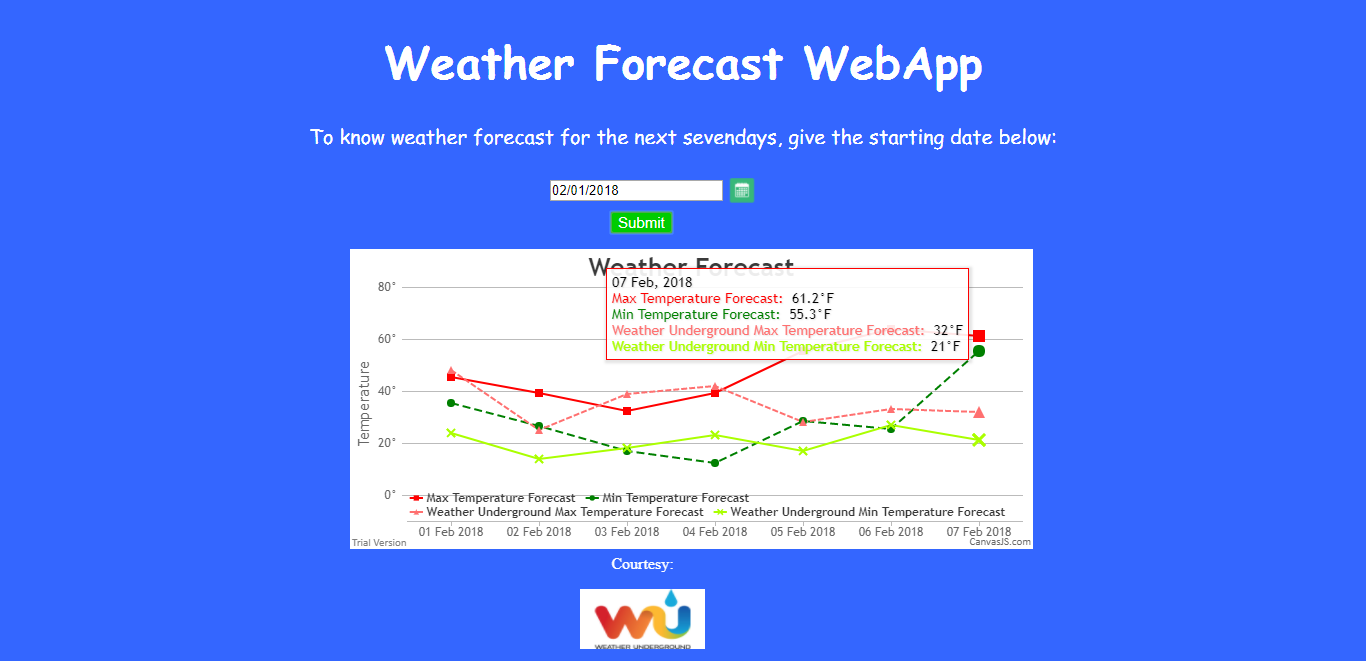 Weather Forecast WebApp
To know weather forecast for the next sevendays, give the starting date below:
02/01/2018
Submit
Weather Forecast
07 Feb, 2018
Max Temperature Forecast: 61.2°F
Min Temperature Forecast: 55.3°F
Weather Underground Max Temperature Forecast: 32°F
Weather Underground Min Temperature Forecast: 21°F
80°
60°
40°
20°
0°
Temperature
Max Temperature Forecast Min Temperature Forecast
Weather Underground Max Temperature Forecast Weather Underground Min Temperature Forecast
01 Feb 2018 02 Feb 2018 03 Feb 2018 04 Feb 2018 05 Feb 2018 06 Feb 2018 07 Feb 2018
Trial Version CanvasJS.com
Courtesy:
WU
WEATHER UNDERGROUND